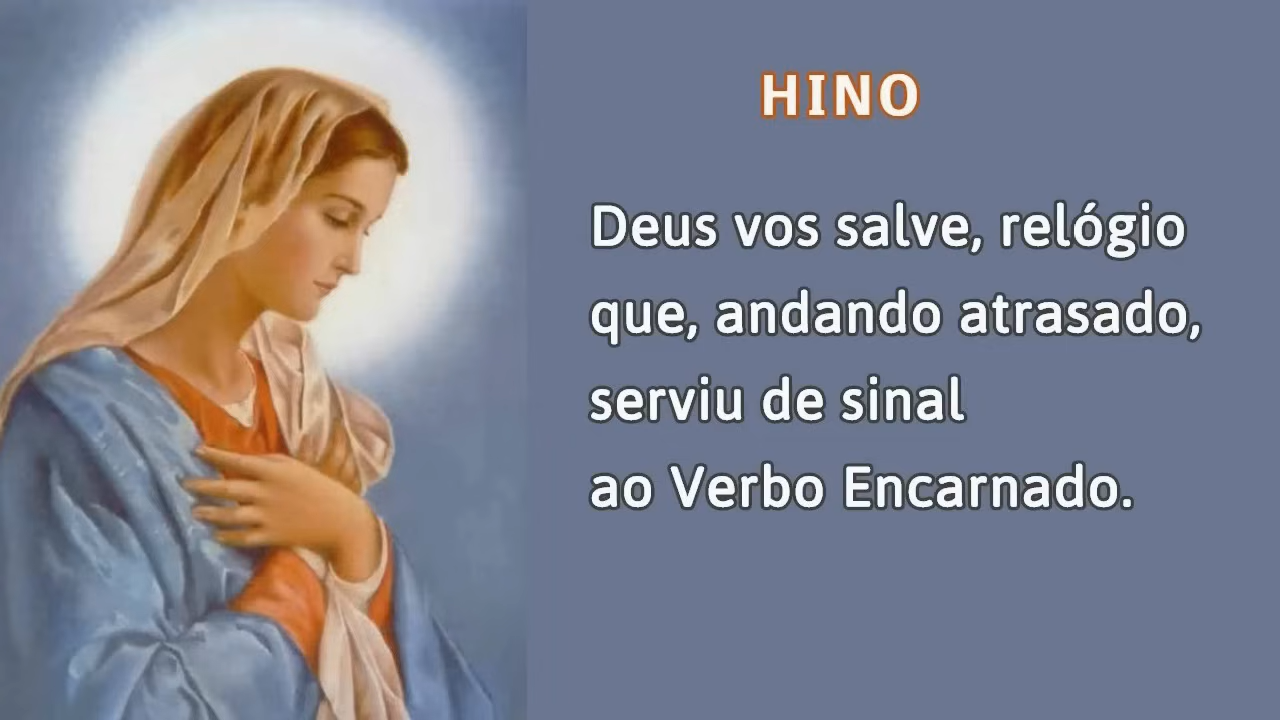 HINO
Deus vos salve, relógio
que, andando atrasado,
serviu de sinal
ao Verbo Encarnado.